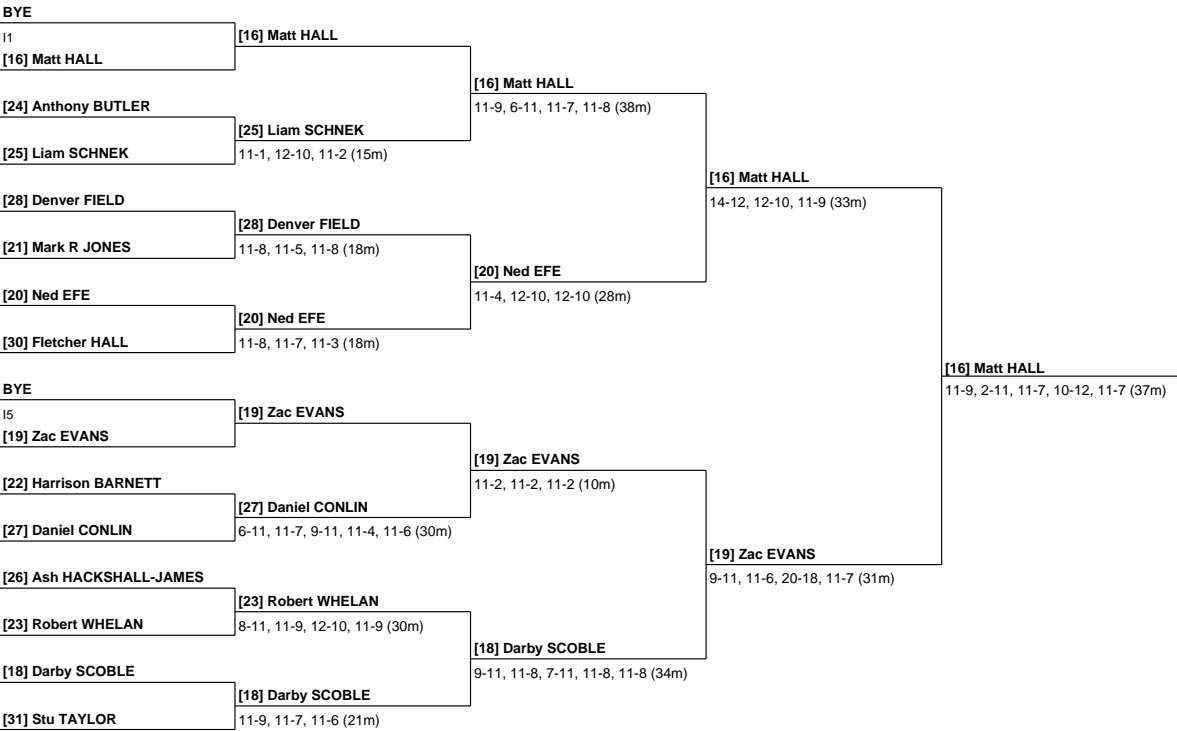 BYE
I1
[16] Matt HALL
[24] Anthony BUTLER
[25] Liam SCHNEK
[28] Denver FIELD
[21] Mark R JONES
[20] Ned EFE
[30] Fletcher HALL
BYE
I5
[19] Zac EVANS
[22] Harrison BARNETT
[27] Daniel CONLIN
[26] Ash HACKSHALL-JAMES
[23] Robert WHELAN
[18] Darby SCOBLE
[31] Stu TAYLOR
[16] Matt HALL
[25] Liam SCHNEK
11-1, 12-10, 11-2 (15m)
[28] Denver FIELD
11-8, 11-5, 11-8 (18m)
[20] Ned EFE
11-8, 11-7, 11-3 (18m)
[19] Zac EVANS
[27] Daniel CONLIN
6-11, 11-7, 9-11, 11-4, 11-6 (30m)
[23] Robert WHELAN
8-11, 11-9, 12-10, 11-9 (30m)
[18] Darby SCOBLE
11-9, 11-7, 11-6 (21m)
[16] Matt HALL
11-9, 6-11, 11-7, 11-8 (38m)
[20] Ned EFE
11-4, 12-10, 12-10 (28m)
[19] Zac EVANS
11-2, 11-2, 11-2 (10m)
[18] Darby SCOBLE
9-11, 11-8, 7-11, 11-8, 11-8 (34m)
[16] Matt HALL
14-12, 12-10, 11-9 (33m)
[19] Zac EVANS
9-11, 11-6, 20-18, 11-7 (31m)
[16] Matt HALL
11-9, 2-11, 11-7, 10-12, 11-7 (37m)